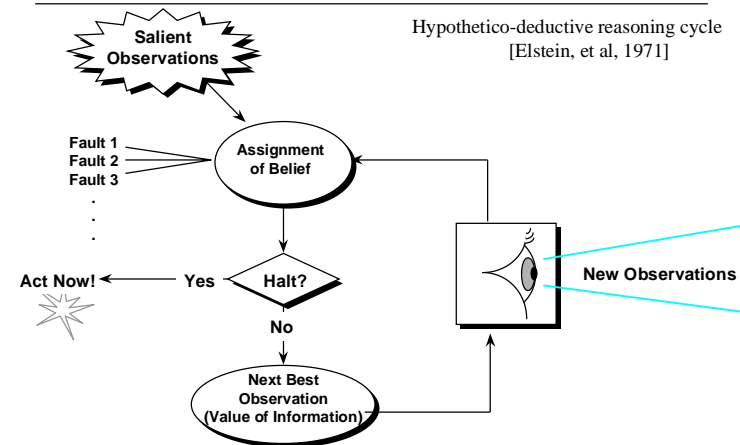 Hypothetico-deductive reasoning cycle
[Elstein, et al, 1971]
Salient
Observations
Fault 1
Fault 2
Fault 3
.
.
.
Assignment
of Belief
Act Now!
Yes
Halt?
No
New Observations
Next Best
Observation
(Value of Information)